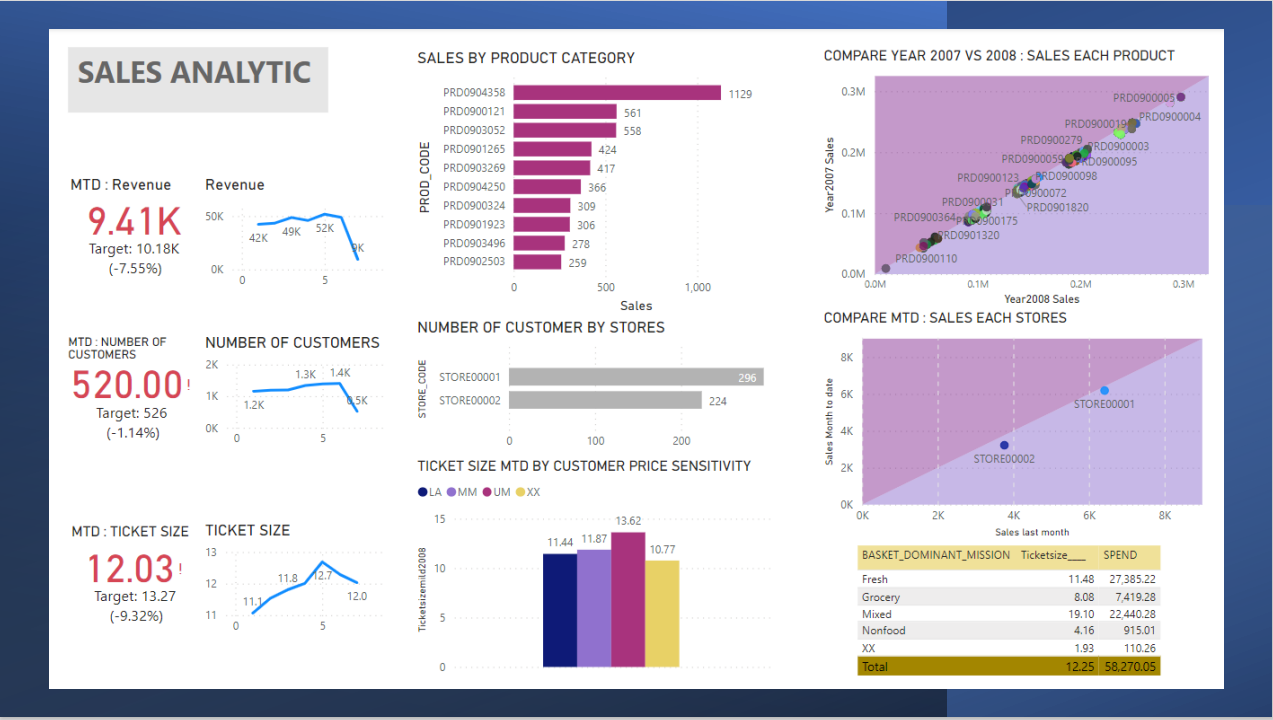 SALES ANALYTIC
MTD : Revenue
9.41K
Target: 10.18K
(-7.55%)
Revenue
50K
0K
42K
49K
52K
9K
0
5
MTD : NUMBER OF
CUSTOMERS
520.00 !
Target: 526
(-1.14%)
NUMBER OF CUSTOMERS
2K
1K
0K
1.2K
1.3K
1.4K
0.5K
0
5
MTD : TICKET SIZE
12.03 !
Target: 13.27
(-9.32%)
TICKET SIZE
13
12
11
11.1
11.8
12.7
12.0
0
5
SALES BY PRODUCT CATEGORY
PROD_CODE
PRD0904358 1129
PRD0900121 561
PRD0903052 558
PRD0901265 424
PRD0903269 417
PRD0904250 366
PRD0900324 309
PRD0901923 306
PRD0903496 278
PRD0902503 259
0 500 1,000
Sales
NUMBER OF CUSTOMER BY STORES
STORE_CODE
STORE00001 296
STORE00002 224
0 100 200
TICKET SIZE MTD BY CUSTOMER PRICE SENSITIVITY
LA MM UM XX
Ticketsizemild2008
15
10
5
0
11.44 11.87 13.62 10.77
COMPARE YEAR 2007 VS 2008 : SALES EACH PRODUCT
Year2007 Sales
0.3M
0.2M
0.1M
0.0M
PRD0900005
PRD0900004
PRD0900019
PRD0900279
PRD0900003
PRD0900059
PRD0900095
PRD0900123
PRD0900098
PRD0900072
PRD0900031
PRD0901820
PRD0900364
PRD0900175
PRD0901320
PRD0900110
0.0M 0.1M 0.2M 0.3M
Year2008 Sales
COMPARE MTD : SALES EACH STORES
Sales Month to date
8K
6K
4K
2K
0K
STORE00001
STORE00002
0K 2K 4K 6K 8K
Sales last month
BASKET_DOMINANT_MISSION Ticketsize___ SPEND
Fresh 11.48 27,385.22
Grocery 8.08 7,419.28
Mixed 19.10 22,440.28
Nonfood 4.16 915.01
XX 1.93 110.26
Total 12.25 58,270.05